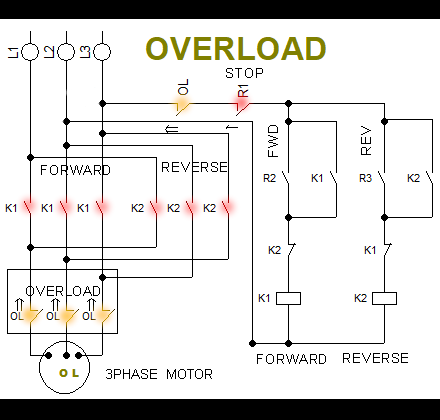 OVERLOAD
L1 L2 L3
STOP
OL R1
FWD REV
FORWARD REVERSE
R2 K1 R3 K2
K1 K1 K1 K2 K2 K2
K2 K1
OVERLOAD
K1 K2
OL OL OL
FORWARD REVERSE
OL
3PHASE MOTOR